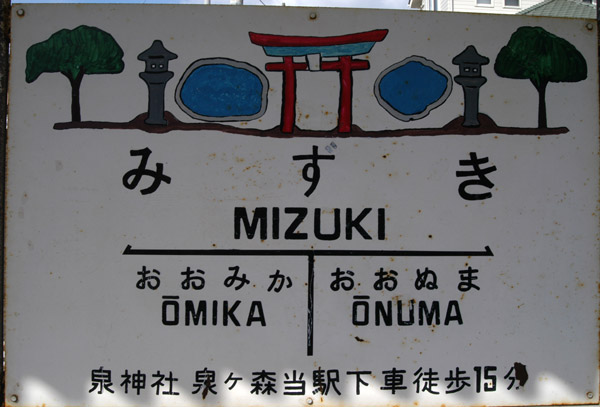 みすき
MIZUKI
おおみか おおぬま
ŌMIKA ŌNUMA
泉神社 泉ヶ森当駅下車徒歩15分